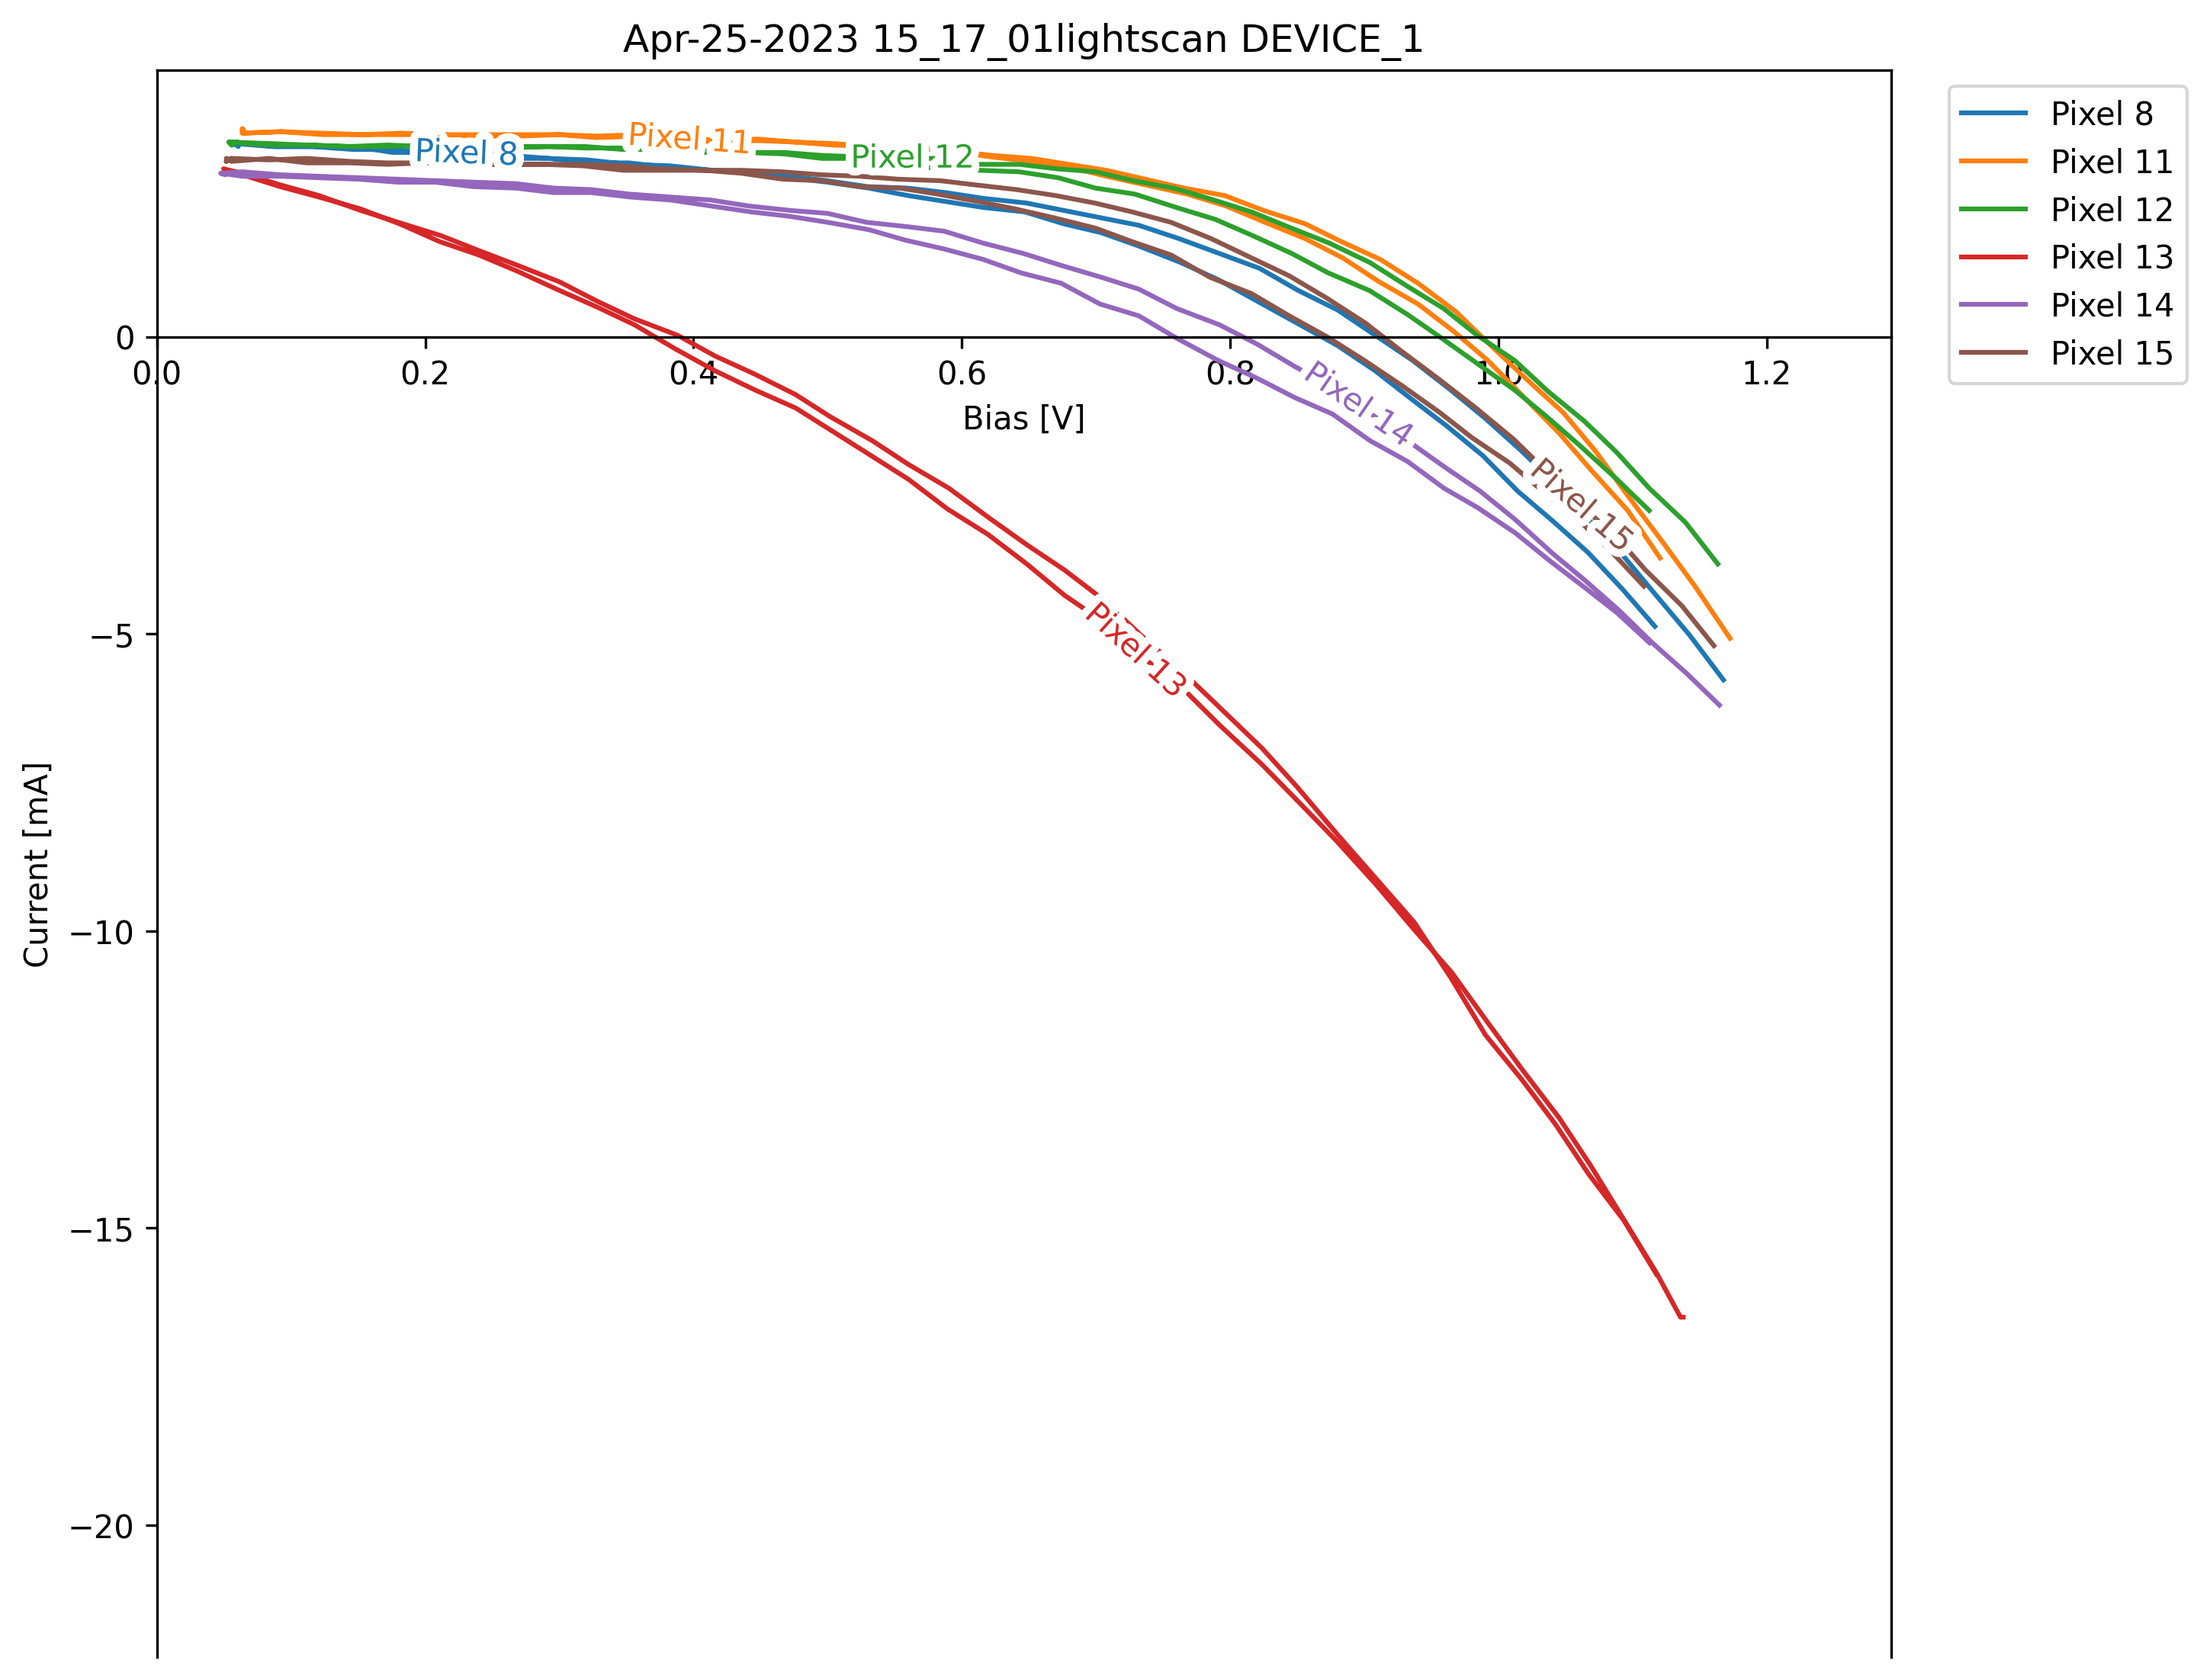 Apr-25-2023 15_17_01lightscan DEVICE_1
Pixel 8
Pixel 11
Pixel 12
Pixel 13
Pixel 14
Pixel 15
Pixel 11
Pixel 8
Pixel 12
0
0.0
0.2
0.4
0.6
0.8
1.0
1.2
Bias [V]
Pixel 14
Pixel 15
−5
Pixel 13
Current [mA]
−10
−15
−20